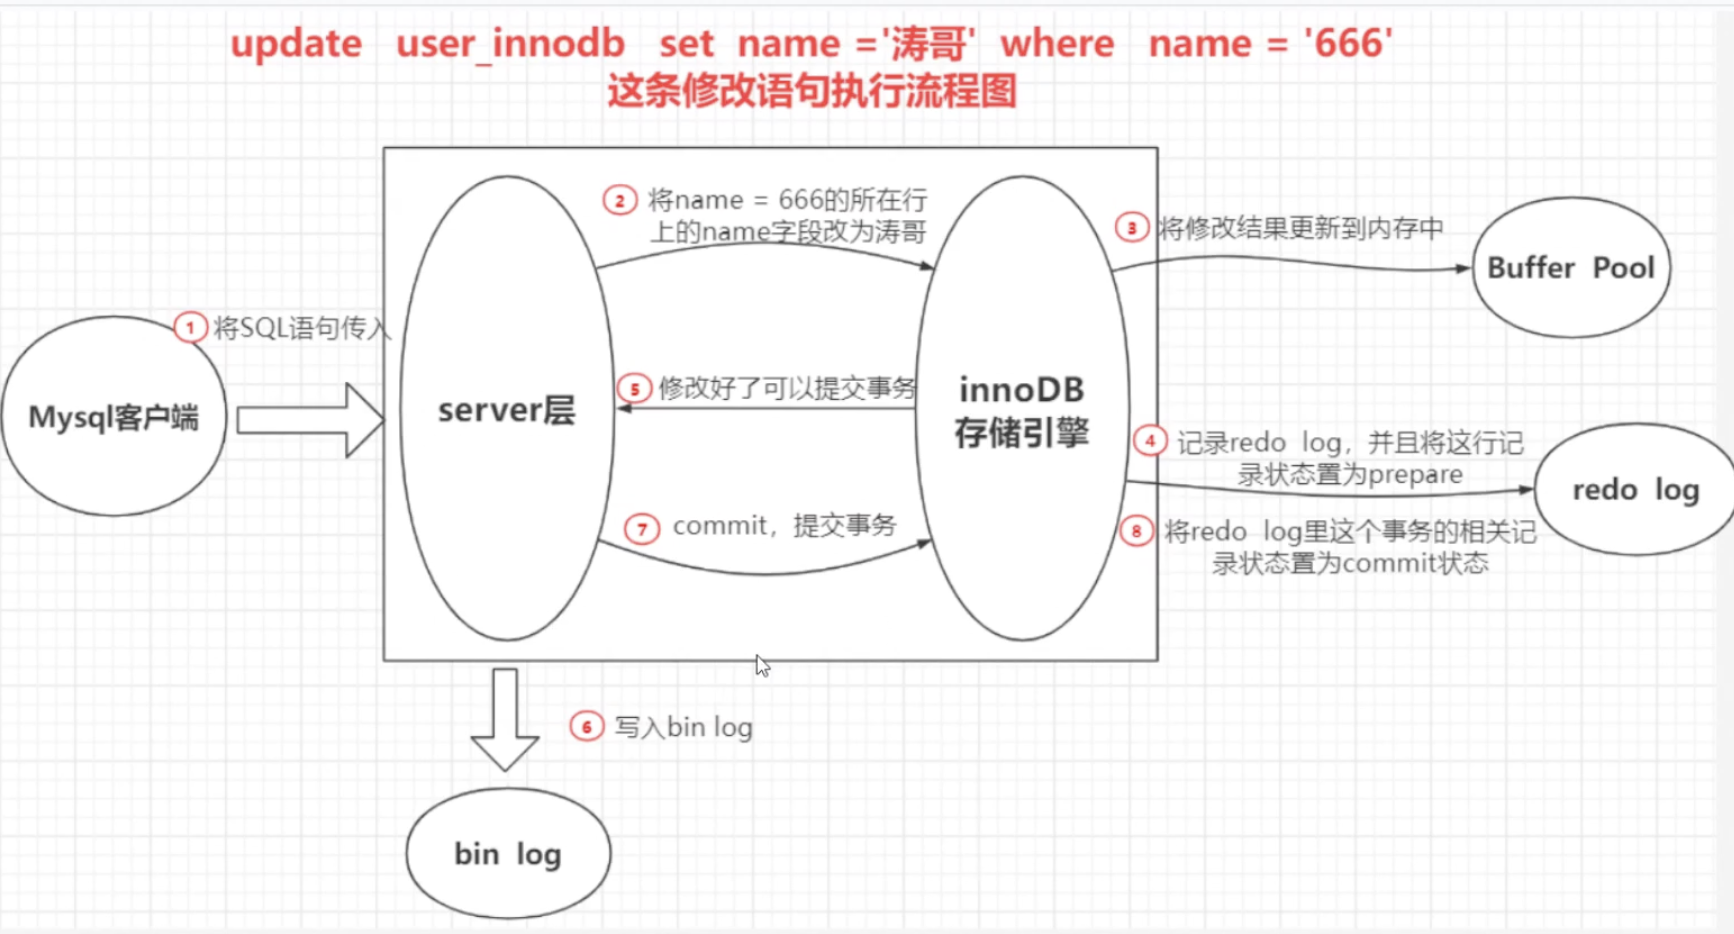 update user_innodb set name ='涛哥' where name = '666'
这条修改语句执行流程图
① 将SQL语句传入
Mysql客户端
server层
② 将name = 666的所在行
上的name字段改为涛哥
⑤ 修改好了可以提交事务
⑦ commit，提交事务
innoDB
存储引擎
③ 将修改结果更新到内存中
Buffer Pool
④ 记录redo log，并且将这行记
录状态置为prepare
redo log
⑧ 将redo log里这个事务的相关记
录状态置为commit状态
⑥ 写入bin log
bin log